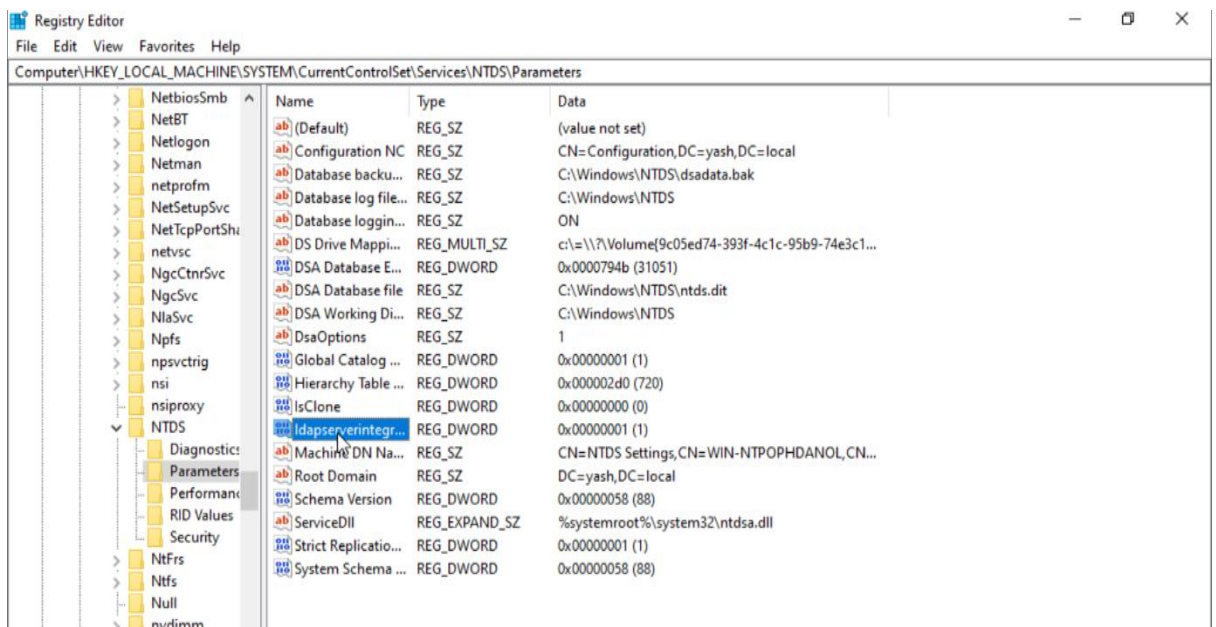 Registry Editor
File Edit View Favorites Help
Computer\HKEY_LOCAL_MACHINE\SYSTEM\CurrentControlSet\Services\NTDS\Parameters
NetbiosSmb
NetBT
Netlogon
Netman
netprofm
NetSetupSvc
NetTcpPortSha
netvsc
NgcCtnrSvc
NgcSvc
NlaSvc
Npfs
npsvctrig
nsi
nsiproxy
NTDS
Diagnostics
Parameters
Performanc
RID Values
Security
NtFrs
Ntfs
Null
nvdimm
Name Type Data
(Default) REG_SZ (value not set)
Configuration NC REG_SZ CN=Configuration,DC=yash,DC=local
Database backu... REG_SZ C:\Windows\NTDS\dsadata.bak
Database log file... REG_SZ C:\Windows\NTDS
Database loggin... REG_SZ ON
DS Drive Mappi... REG_MULTI_SZ c:\=\\?\Volume{9c05ed74-393f-4c1c-95b9-74e3c1...
DSA Database E... REG_DWORD 0x0000794b (31051)
DSA Database file REG_SZ C:\Windows\NTDS\ntds.dit
DSA Working Di... REG_SZ C:\Windows\NTDS
DsaOptions REG_SZ 1
Global Catalog ... REG_DWORD 0x00000001 (1)
Hierarchy Table ... REG_DWORD 0x000002d0 (720)
IsClone REG_DWORD 0x00000000 (0)
ldapserverintegr... REG_DWORD 0x00000001 (1)
Machine DN Na... REG_SZ CN=NTDS Settings,CN=WIN-NTPOPHDANOL,CN...
Root Domain REG_SZ DC=yash,DC=local
Schema Version REG_DWORD 0x00000058 (88)
ServiceDll REG_EXPAND_SZ %systemroot%\system32\ntdsa.dll
Strict Replicatio... REG_DWORD 0x00000001 (1)
System Schema ... REG_DWORD 0x00000058 (88)